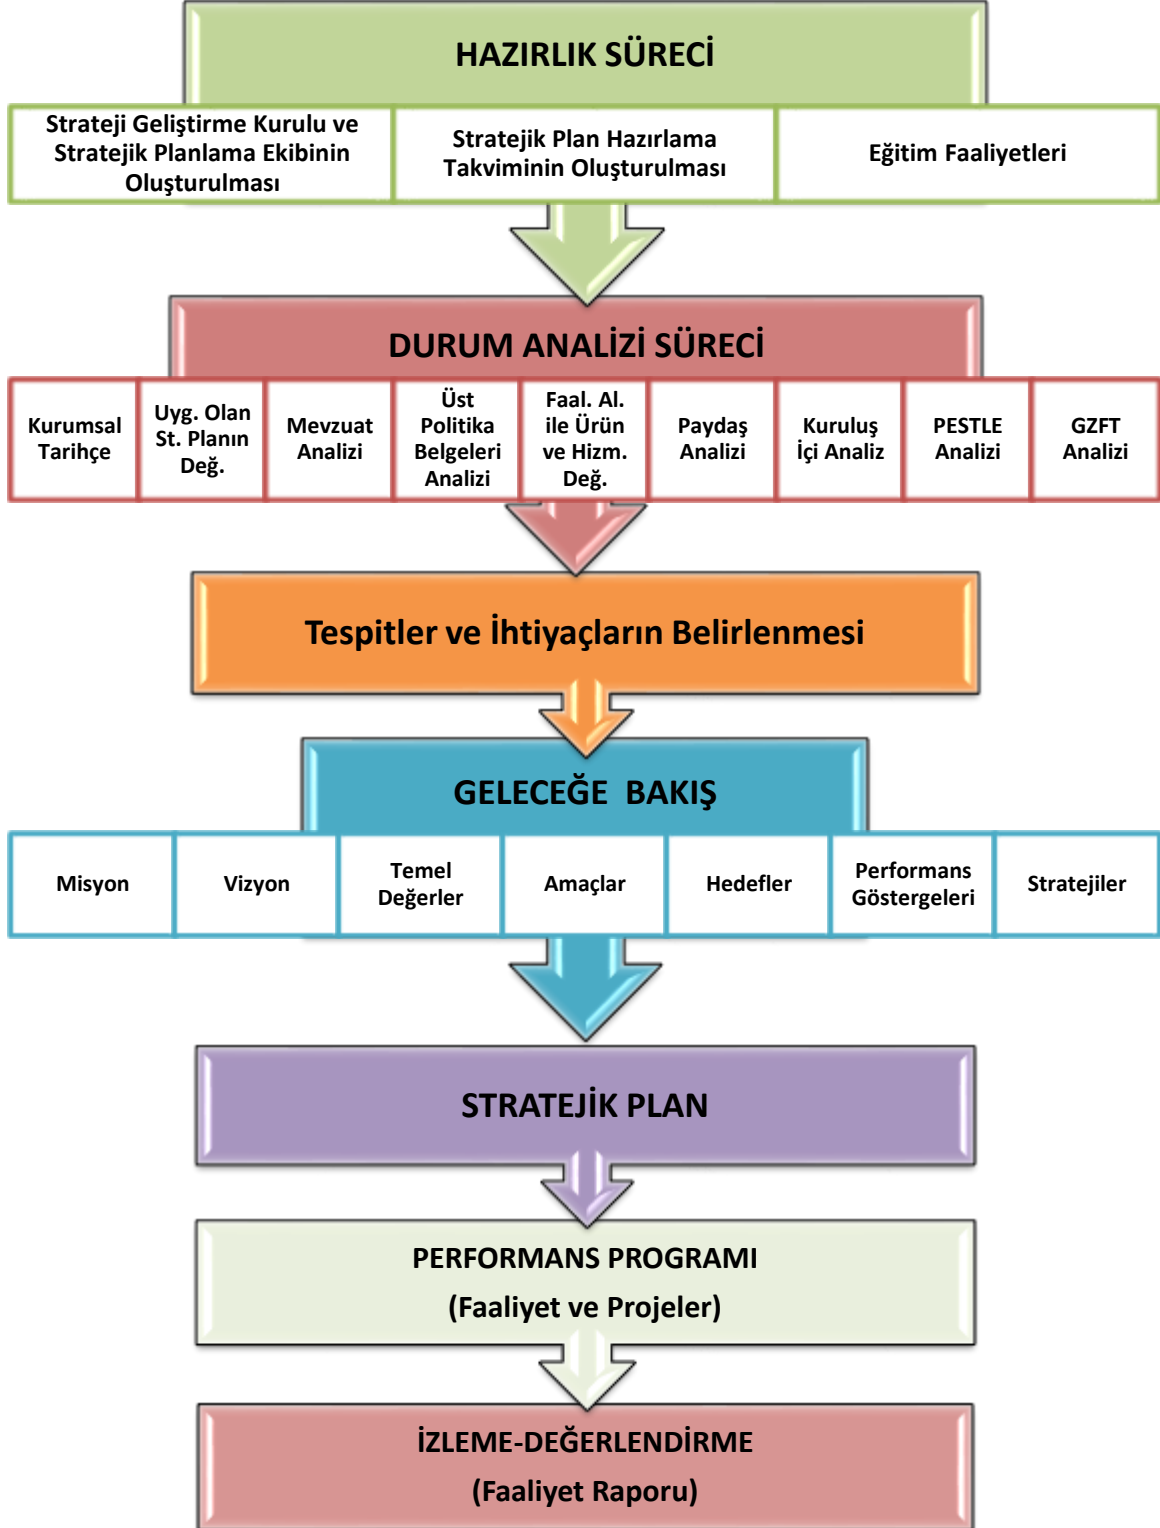 HAZIRLIK SÜRECİ
Strateji Geliştirme Kurulu ve
Stratejik Planlama Ekibinin
Oluşturulması
Stratejik Plan Hazırlama
Takviminin Oluşturulması
Eğitim Faaliyetleri
DURUM ANALİZİ SÜRECİ
Kurumsal
Tarihçe
Uyg. Olan
St. Planın
Değ.
Mevzuat
Analizi
Üst
Politika
Belgeleri
Analizi
Faal. Al.
ile Ürün
ve Hizm.
Değ.
Paydaş
Analizi
Kuruluş
İçi Analiz
PESTLE
Analizi
GZFT
Analizi
Tespitler ve İhtiyaçların Belirlenmesi
GELECEĞE BAKIŞ
Misyon
Vizyon
Temel
Değerler
Amaçlar
Hedefler
Performans
Göstergeleri
Stratejiler
STRATEJİK PLAN
PERFORMANS PROGRAMI
(Faaliyet ve Projeler)
İZLEME-DEĞERLENDİRME
(Faaliyet Raporu)